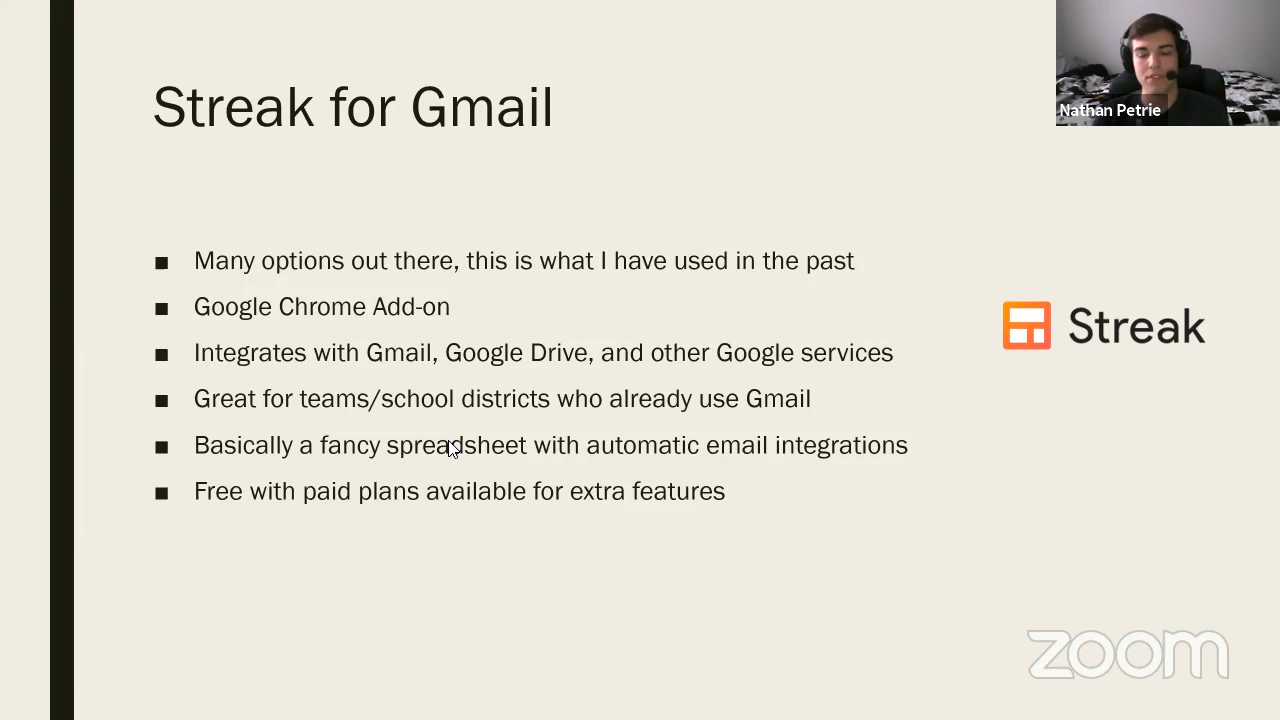 Streak for Gmail
Nathan Petrie
■ Many options out there, this is what I have used in the past
■ Google Chrome Add-on
■ Integrates with Gmail, Google Drive, and other Google services
■ Great for teams/school districts who already use Gmail
■ Basically a fancy spreadsheet with automatic email integrations
■ Free with paid plans available for extra features
Streak
zoom